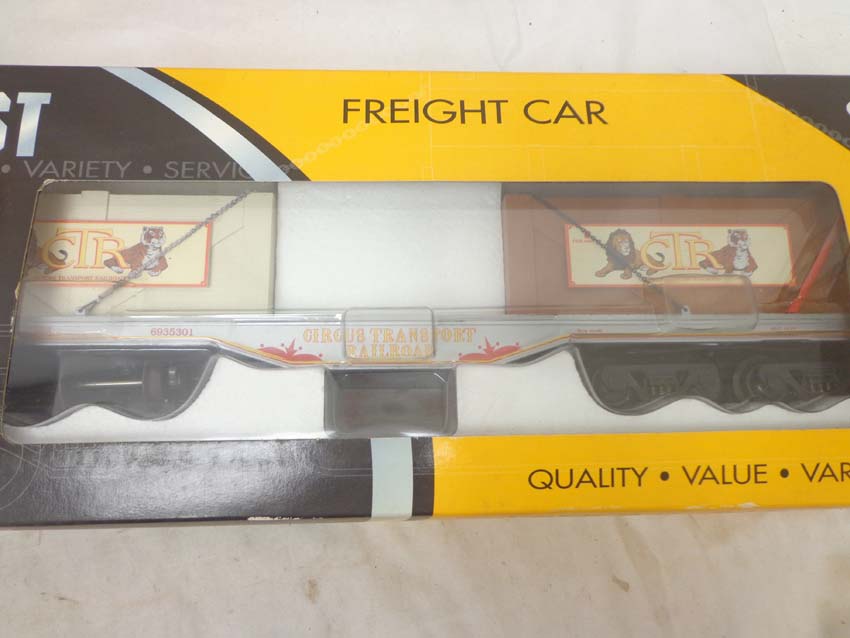 ST
FREIGHT CAR
• VARIETY • SERVIC
CTR
CTR
6935301
CIRCUS TRANSPORT
RAILROAD
QUALITY • VALUE • VAR